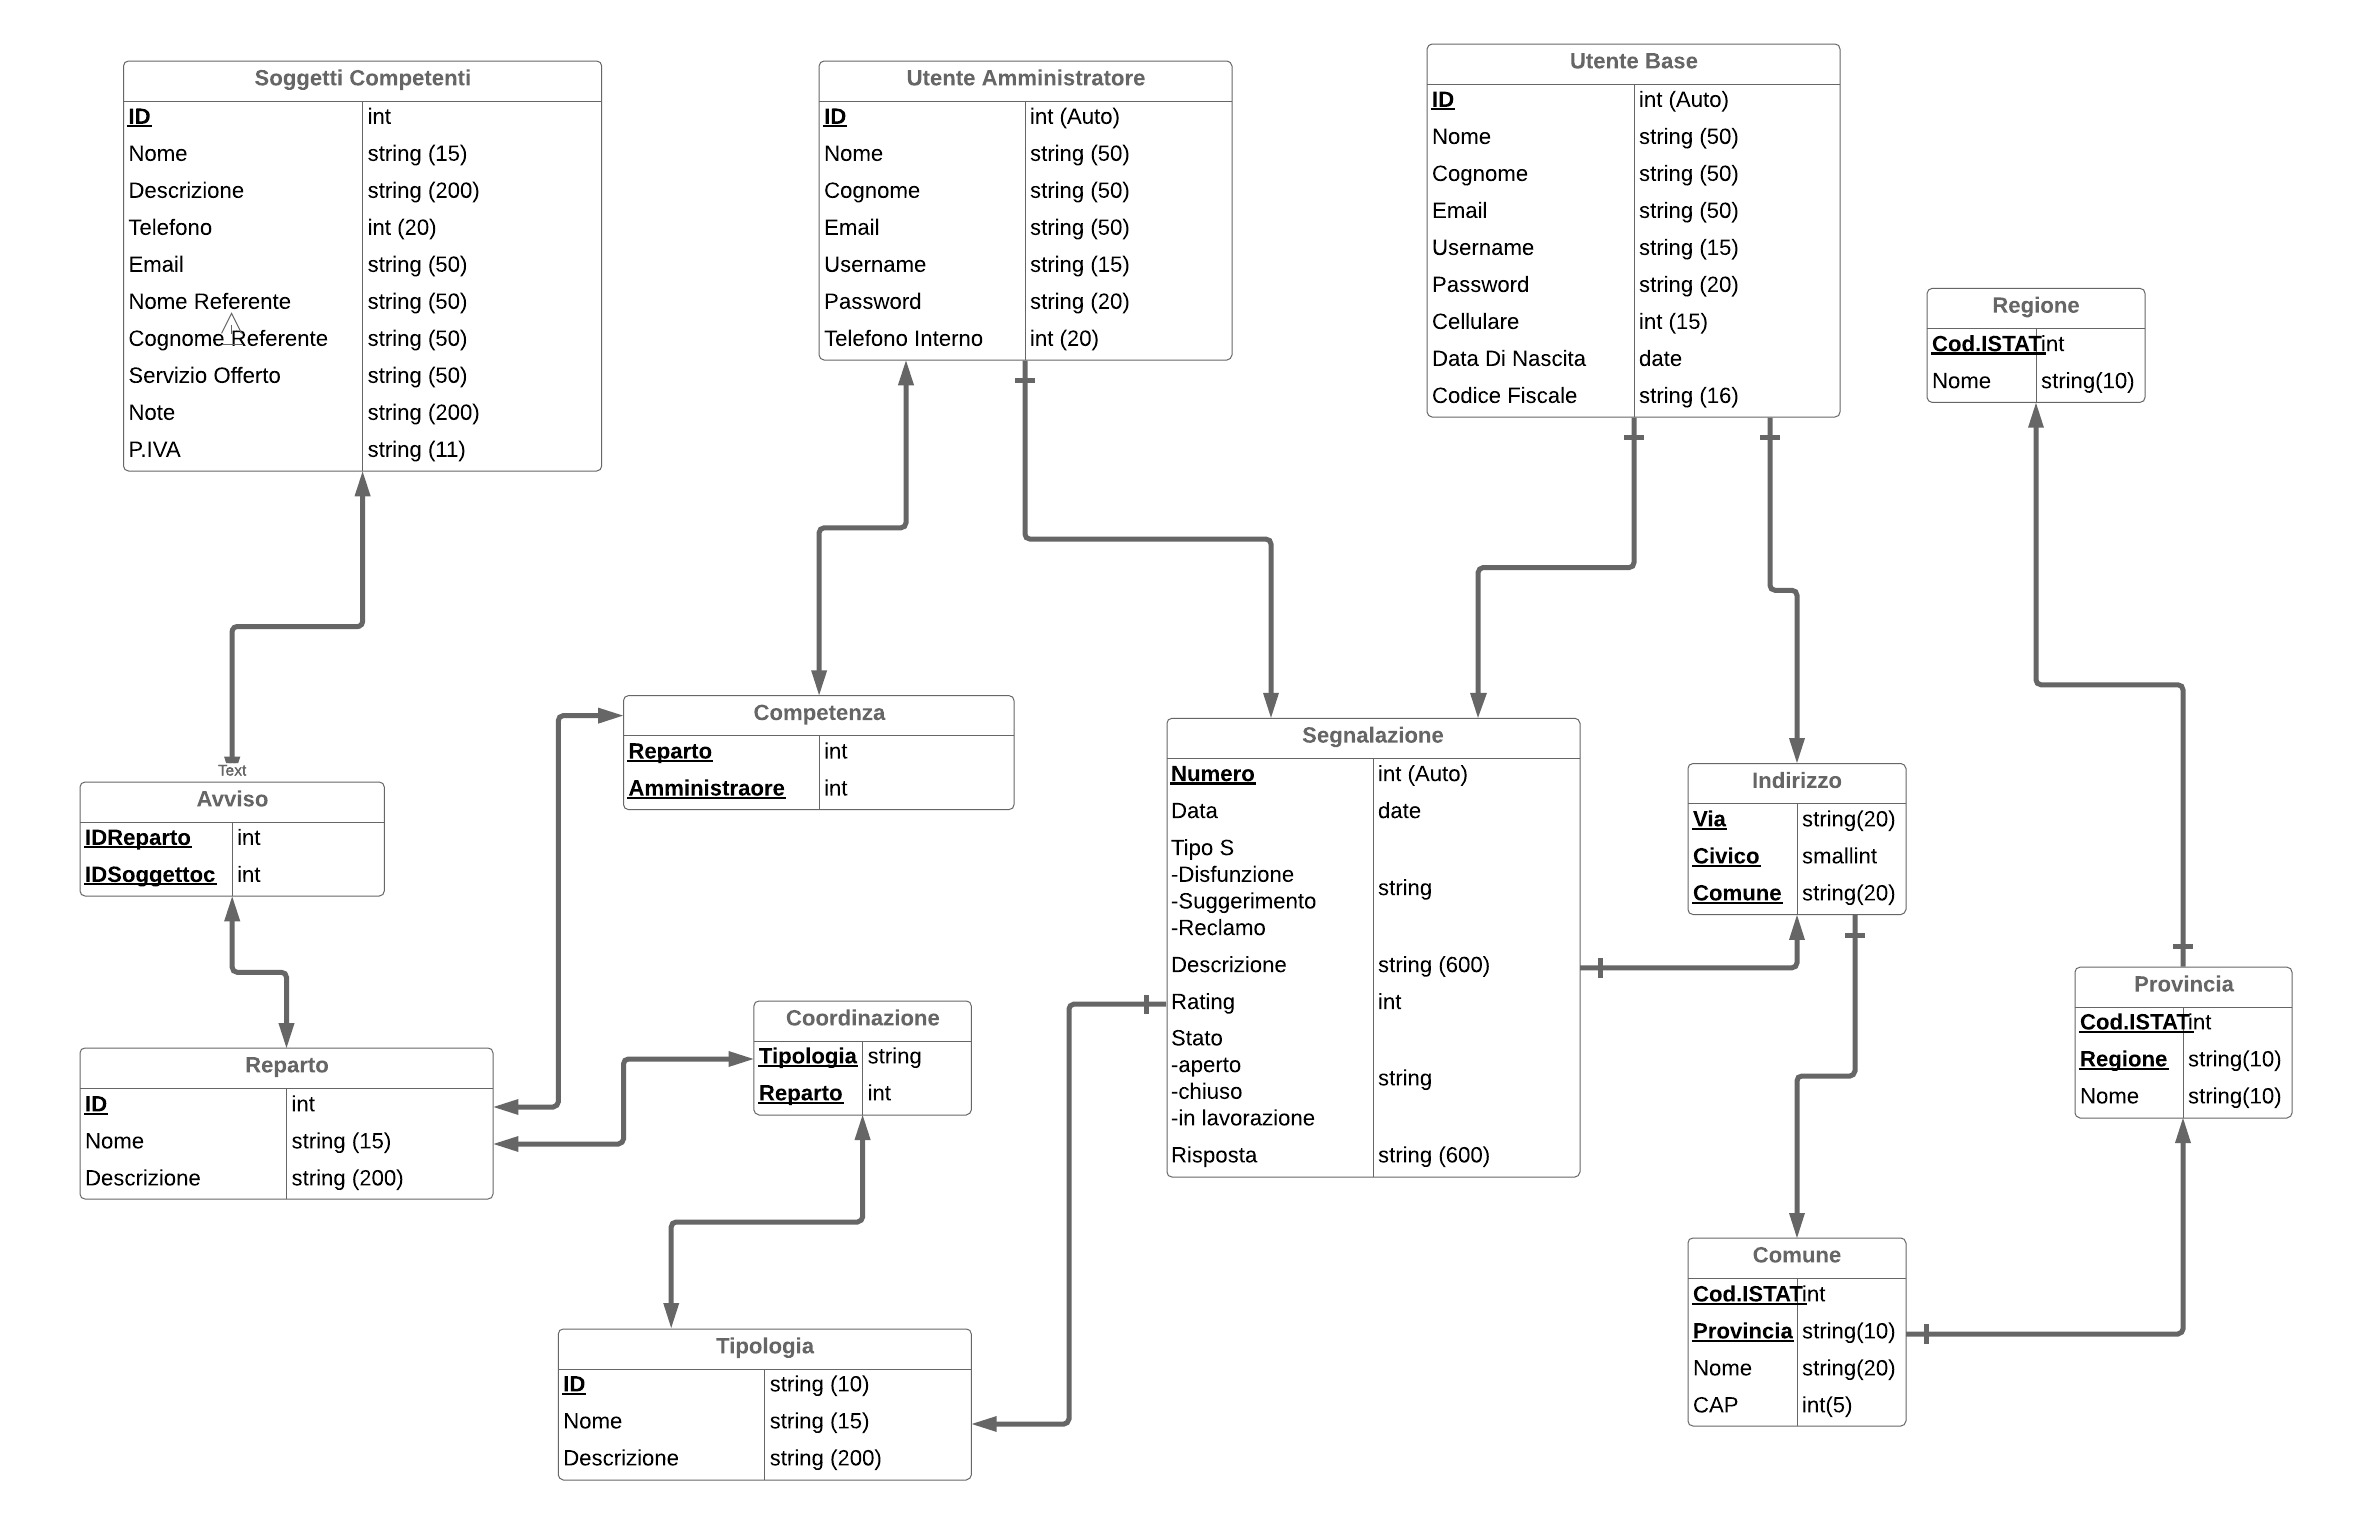 Soggetti Competenti
ID int
Nome string (15)
Descrizione string (200)
Telefono int (20)
Email string (50)
Nome Referente string (50)
Cognome Referente string (50)
Servizio Offerto string (50)
Note string (200)
P.IVA string (11)
Utente Amministratore
ID int (Auto)
Nome string (50)
Cognome string (50)
Email string (50)
Username string (15)
Password string (20)
Telefono Interno int (20)
Utente Base
ID int (Auto)
Nome string (50)
Cognome string (50)
Email string (50)
Username string (15)
Password string (20)
Cellulare int (15)
Data Di Nascita date
Codice Fiscale string (16)
Regione
Cod.ISTAT int
Nome string(10)
Text
Avviso
IDReparto int
IDSoggettoc int
Competenza
Reparto int
Amministraore int
Segnalazione
Numero int (Auto)
Data date
Tipo S
-Disfunzione
string
-Suggerimento
-Reclamo
Descrizione string (600)
Rating int
Stato
-aperto
string
-chiuso
-in lavorazione
Risposta string (600)
Indirizzo
Via string(20)
Civico smallint
Comune string(20)
Provincia
Cod.ISTAT int
Regione string(10)
Nome string(10)
Reparto
ID int
Nome string (15)
Descrizione string (200)
Coordinazione
Tipologia string
Reparto int
Tipologia
ID string (10)
Nome string (15)
Descrizione string (200)
Comune
Cod.ISTAT int
Provincia string(10)
Nome string(20)
CAP int(5)